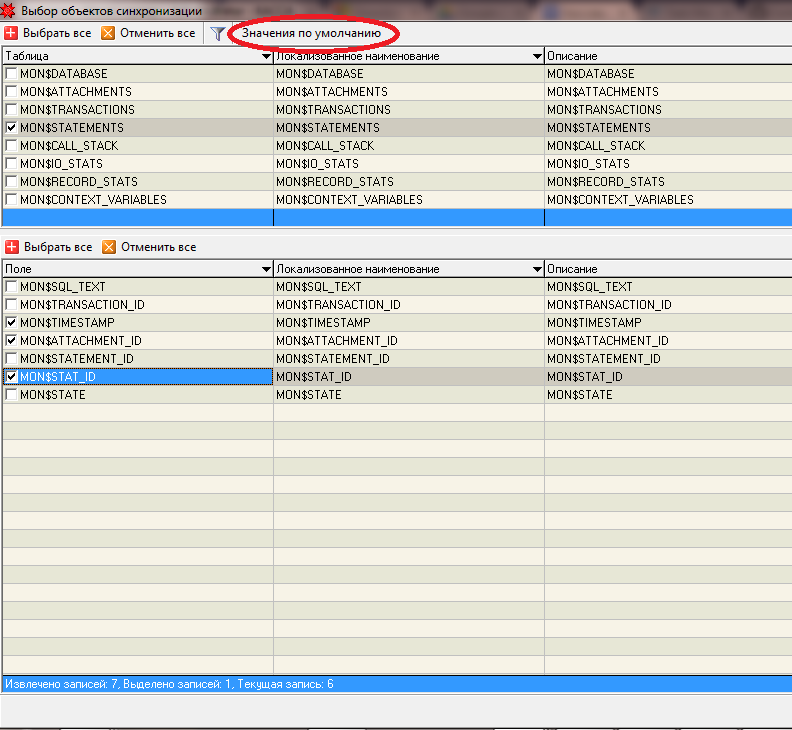 Выбор объектов синхронизации
Выбрать все Отменить все Значения по умолчанию
Таблица Локализованное наименование Описание
MON$DATABASE MON$DATABASE MON$DATABASE
MON$ATTACHMENTS MON$ATTACHMENTS MON$ATTACHMENTS
MON$TRANSACTIONS MON$TRANSACTIONS MON$TRANSACTIONS
MON$STATEMENTS MON$STATEMENTS MON$STATEMENTS
MON$CALL_STACK MON$CALL_STACK MON$CALL_STACK
MON$IO_STATS MON$IO_STATS MON$IO_STATS
MON$RECORD_STATS MON$RECORD_STATS MON$RECORD_STATS
MON$CONTEXT_VARIABLES MON$CONTEXT_VARIABLES MON$CONTEXT_VARIABLES
Выбрать все Отменить все
Поле Локализованное наименование Описание
MON$SQL_TEXT MON$SQL_TEXT MON$SQL_TEXT
MON$TRANSACTION_ID MON$TRANSACTION_ID MON$TRANSACTION_ID
MON$TIMESTAMP MON$TIMESTAMP MON$TIMESTAMP
MON$ATTACHMENT_ID MON$ATTACHMENT_ID MON$ATTACHMENT_ID
MON$STATEMENT_ID MON$STATEMENT_ID MON$STATEMENT_ID
MON$STAT_ID MON$STAT_ID MON$STAT_ID
MON$STATE MON$STATE MON$STATE
Извлечено записей: 7, Выделено записей: 1, Текущая запись: 6